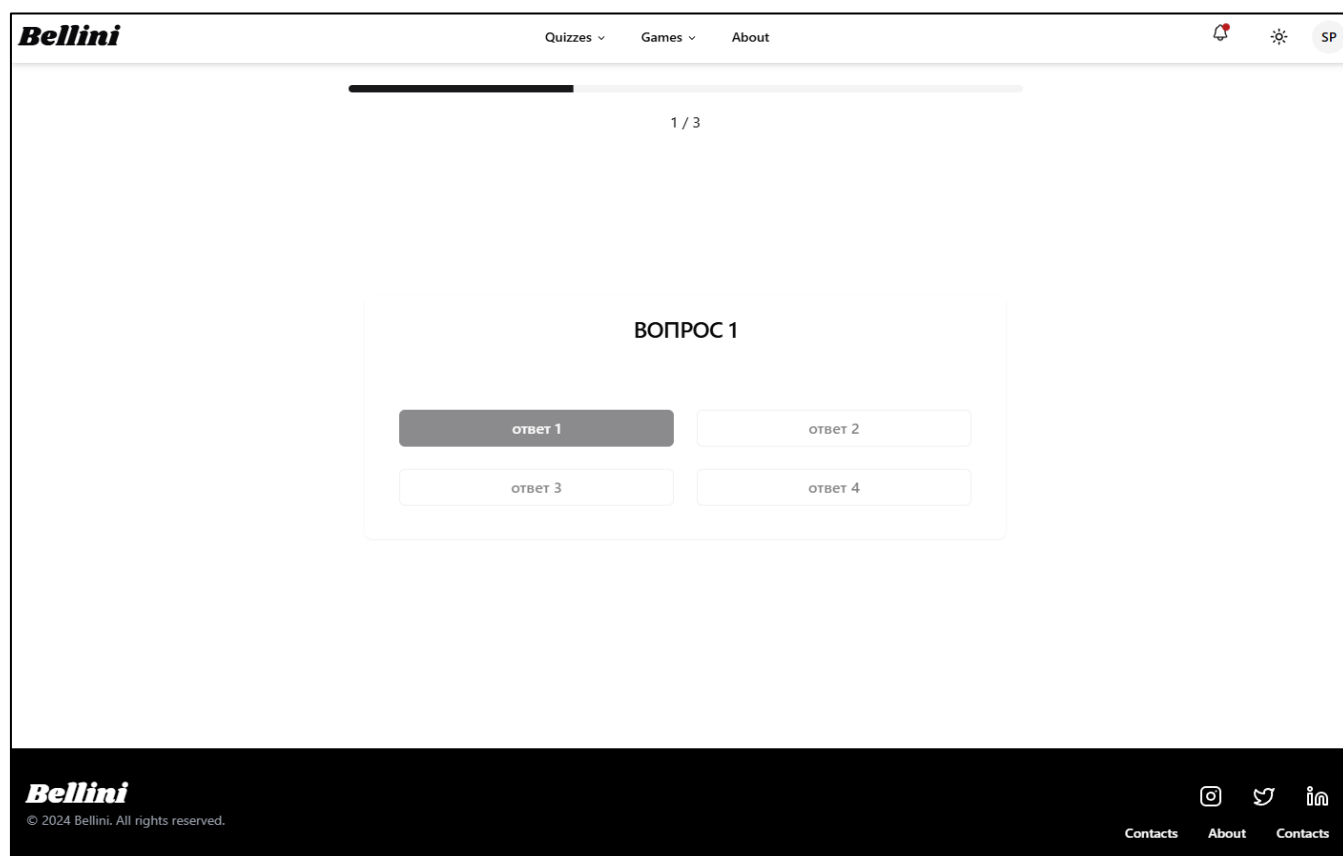 Bellini Quizzes Games About SP
1 / 3
ВОПРОС 1
ответ 1 ответ 2
ответ 3 ответ 4
Bellini
© 2024 Bellini. All rights reserved.
Contacts About Contacts